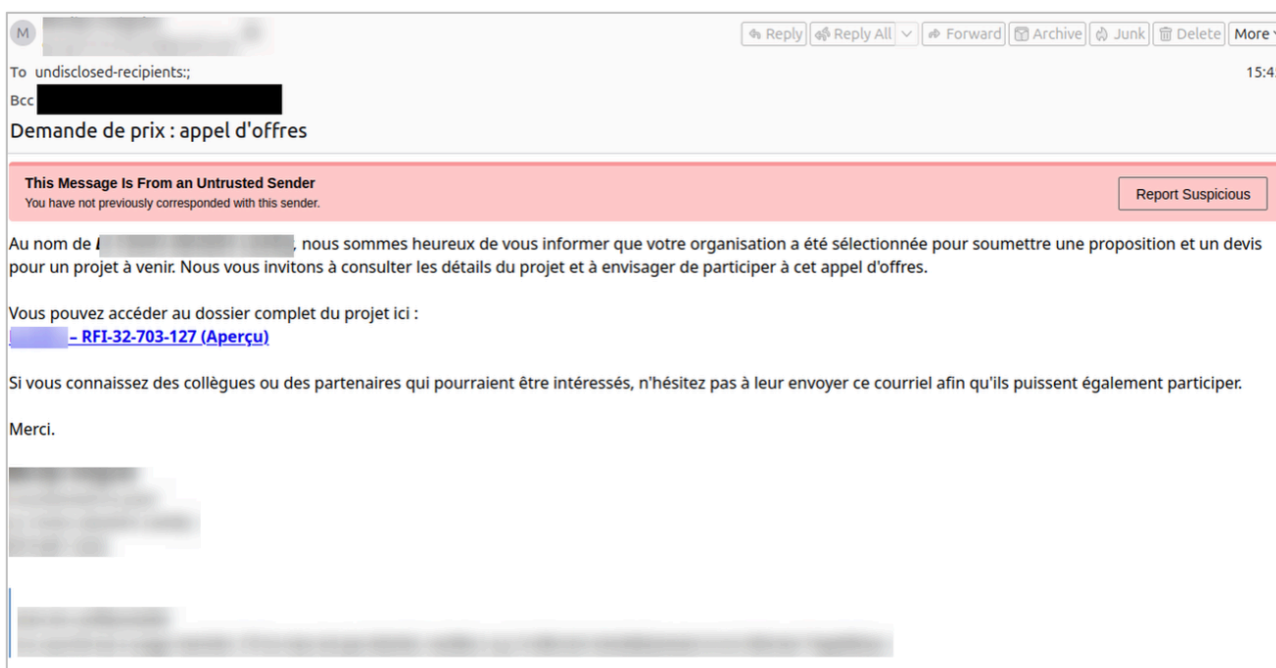 M
Reply Reply All Forward Archive Junk Delete More
To undisclosed-recipients:;
15:4
Bcc
Demande de prix : appel d'offres
This Message Is From an Untrusted Sender
You have not previously corresponded with this sender.
Report Suspicious
Au nom de , nous sommes heureux de vous informer que votre organisation a été sélectionnée pour soumettre une proposition et un devis
pour un projet à venir. Nous vous invitons à consulter les détails du projet et à envisager de participer à cet appel d'offres.
Vous pouvez accéder au dossier complet du projet ici :
– RFI-32-703-127 (Aperçu)
Si vous connaissez des collègues ou des partenaires qui pourraient être intéressés, n'hésitez pas à leur envoyer ce courriel afin qu'ils puissent également participer.
Merci.